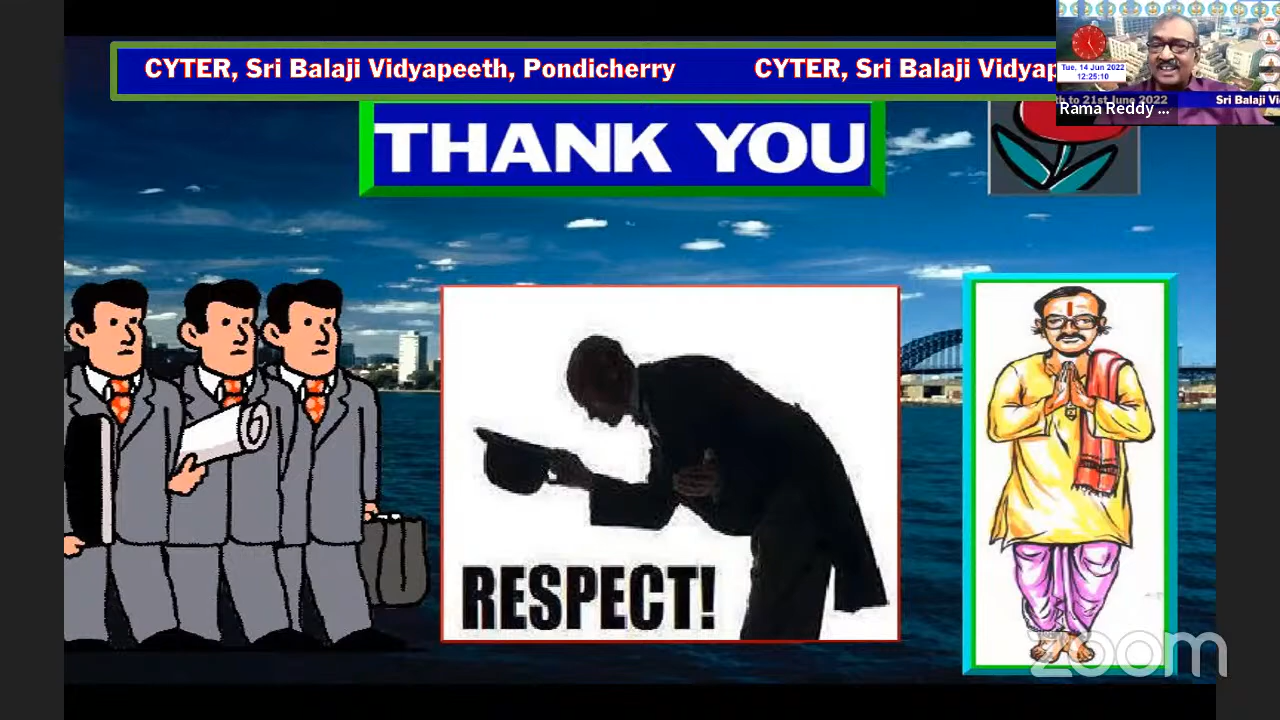 CYTER, Sri Balaji Vidyapeeth, Pondicherry CYTER, Sri Balaji Vidyap
Tue, 14 Jun 2022
12:25:10
th to 21st June 2022 Sri Balaji Vi
Rama Reddy ...
THANK YOU
RESPECT!
zoom